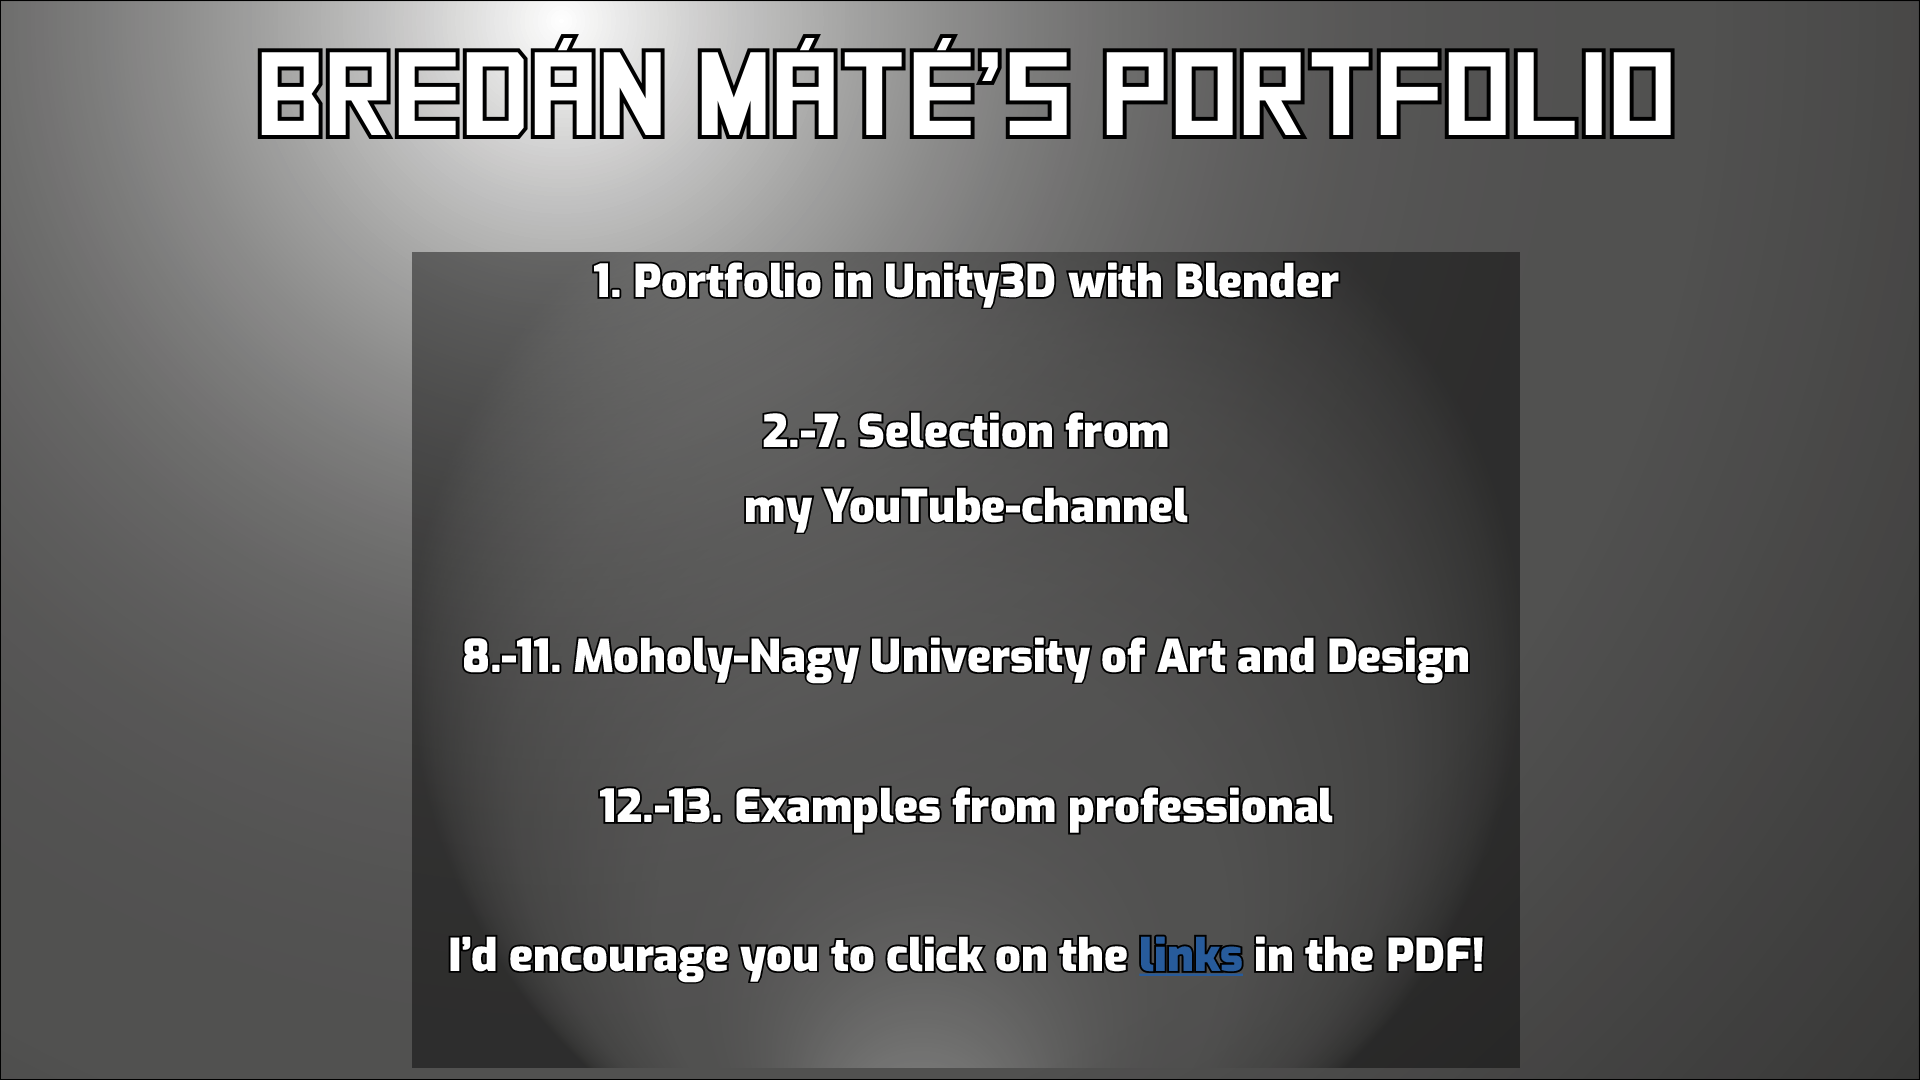 BREDÁN MÁTÉ’S PORTFOLIO
1. Portfolio in Unity3D with Blender
2.-7. Selection from
my YouTube-channel
8.-11. Moholy-Nagy University of Art and Design
12.-13. Examples from professional
I’d encourage you to click on the links in the PDF!